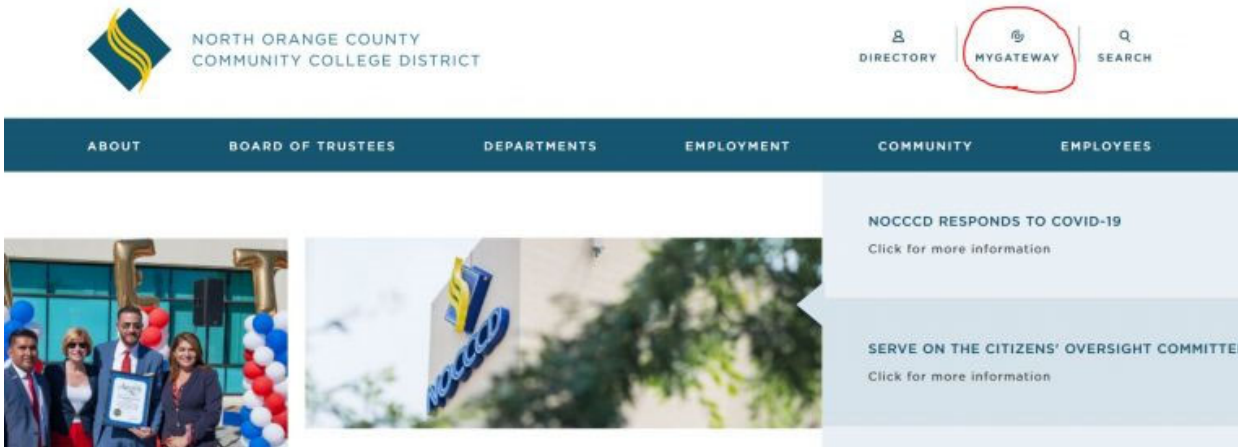 NORTH ORANGE COUNTY
COMMUNITY COLLEGE DISTRICT
DIRECTORY
MYGATEWAY
SEARCH
ABOUT
BOARD OF TRUSTEES
DEPARTMENTS
EMPLOYMENT
COMMUNITY
EMPLOYEES
NOCCCD RESPONDS TO COVID-19
Click for more information
SERVE ON THE CITIZENS' OVERSIGHT COMMITTE
Click for more information
E T
NOCCCD